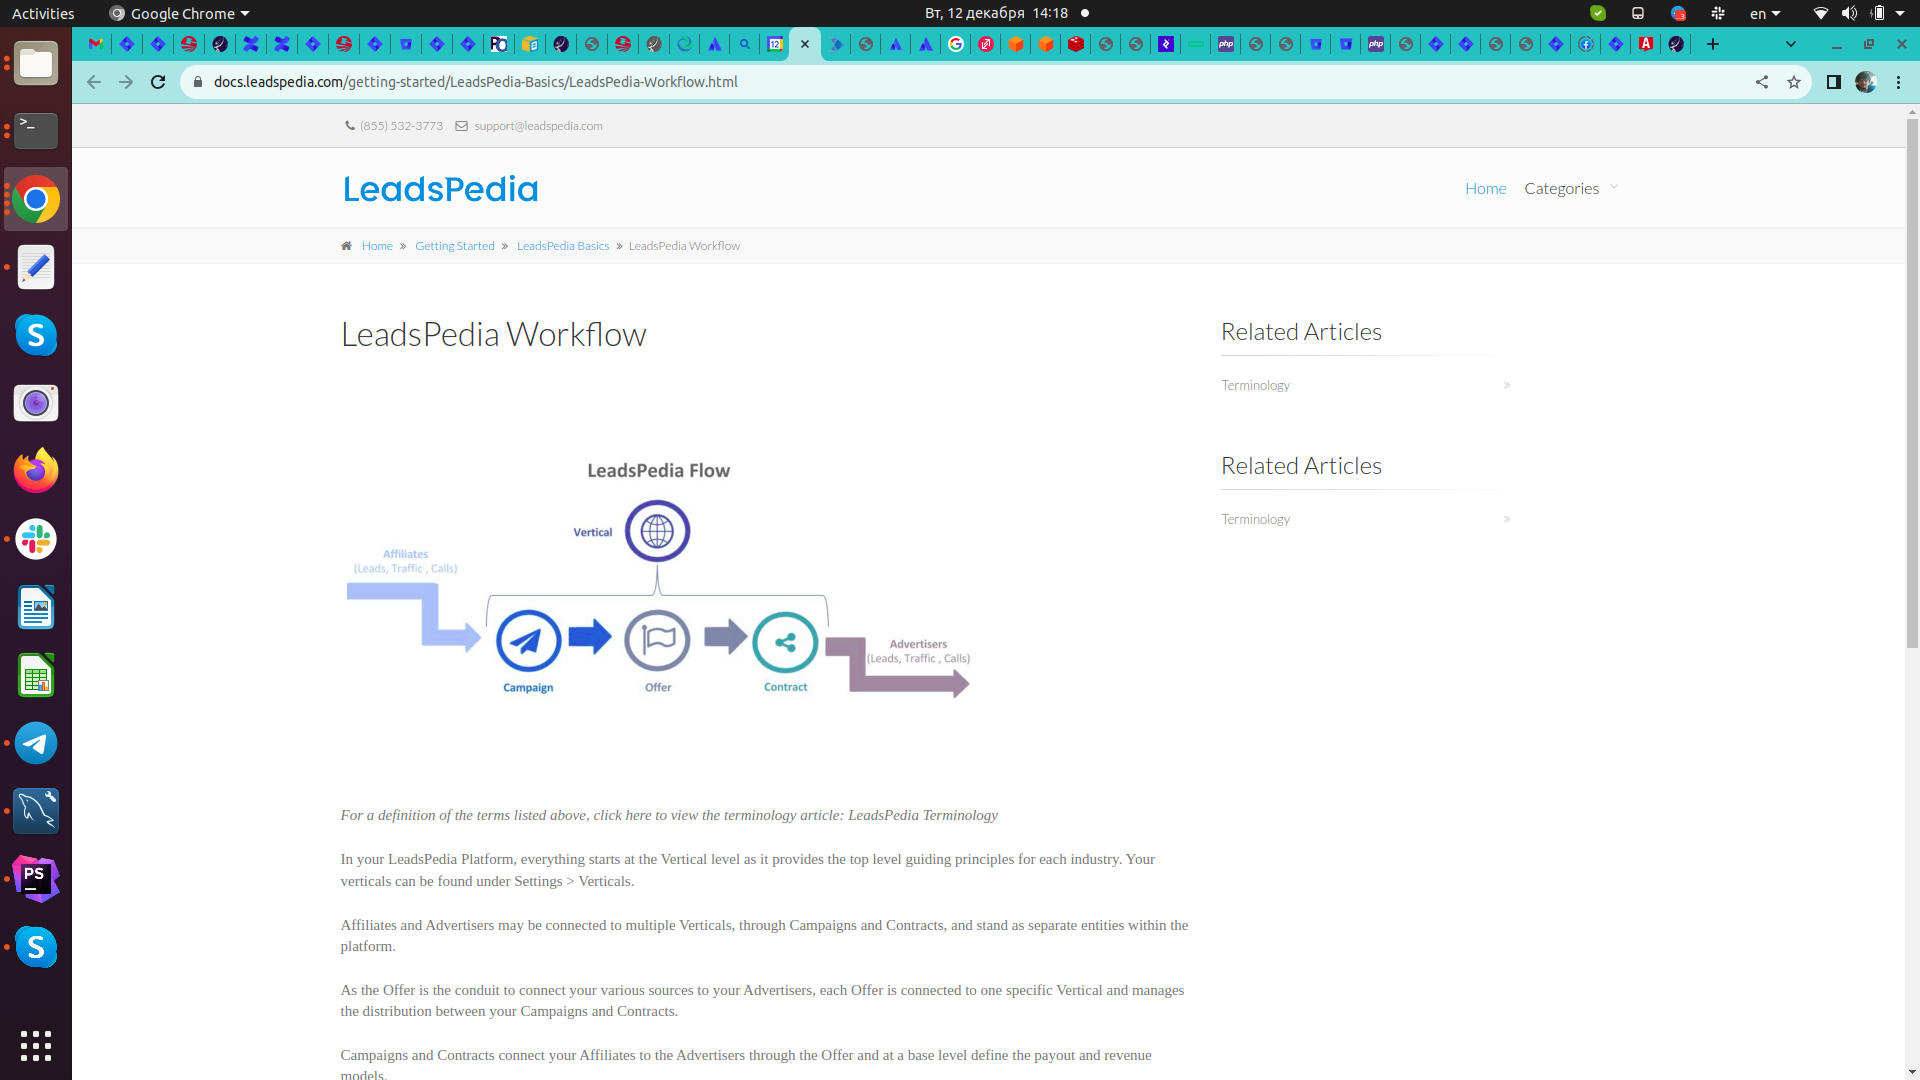 Activities
Google Chrome
Вт, 12 декабря 14:18
en
docs.leadspedia.com/getting-started/LeadsPedia-Basics/LeadsPedia-Workflow.html
(855) 532-3773
support@leadspedia.com
LeadsPedia
Home
Categories
Home » Getting Started » LeadsPedia Basics » LeadsPedia Workflow
LeadsPedia Workflow
LeadsPedia Flow
Vertical
Affiliates
(Leads, Traffic , Calls)
Campaign
Offer
Contract
Advertisers
(Leads, Traffic , Calls)
For a definition of the terms listed above, click here to view the terminology article: LeadsPedia Terminology
In your LeadsPedia Platform, everything starts at the Vertical level as it provides the top level guiding principles for each industry. Your
verticals can be found under Settings > Verticals.
Affiliates and Advertisers may be connected to multiple Verticals, through Campaigns and Contracts, and stand as separate entities within the
platform.
As the Offer is the conduit to connect your various sources to your Advertisers, each Offer is connected to one specific Vertical and manages
the distribution between your Campaigns and Contracts.
Campaigns and Contracts connect your Affiliates to the Advertisers through the Offer and at a base level define the payout and revenue
models.
Related Articles
Terminology
Related Articles
Terminology